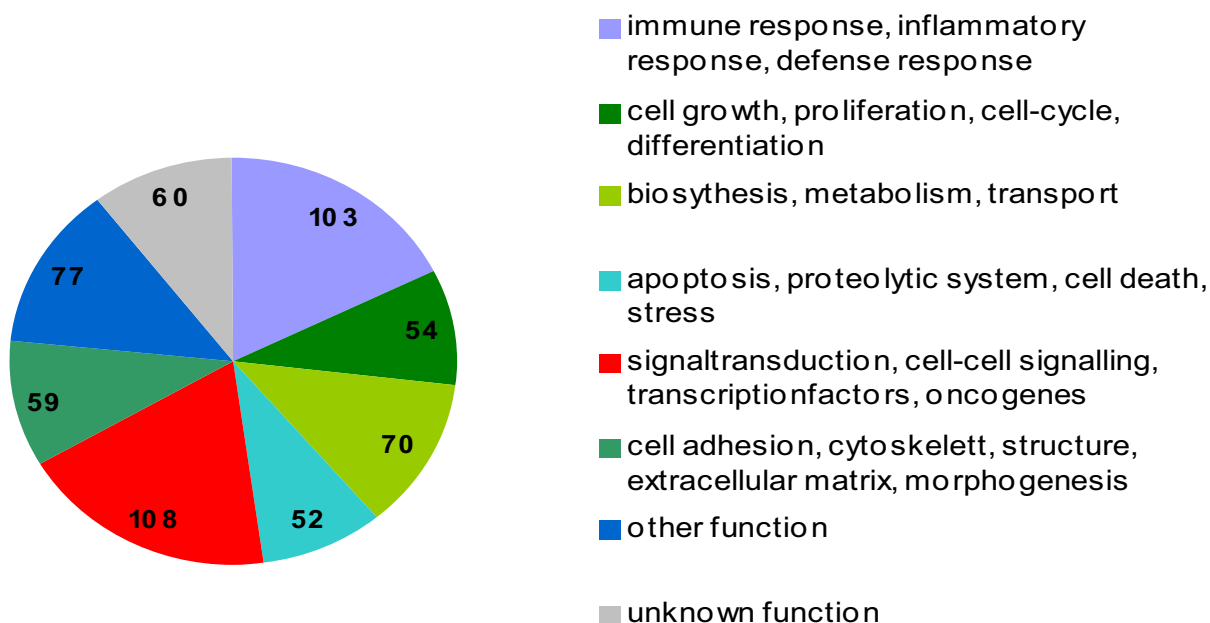 immune response, inflammatory
response, defense response
cell growth, proliferation, cell-cycle,
differentiation
biosythesis, metabolism, transport
apoptosis, proteolytic system, cell death,
stress
signaltransduction, cell-cell signalling,
transcriptionfactors, oncogenes
cell adhesion, cytoskelett, structure,
extracellular matrix, morphogenesis
other function
unknown function
60
103
77
54
59
70
108
52